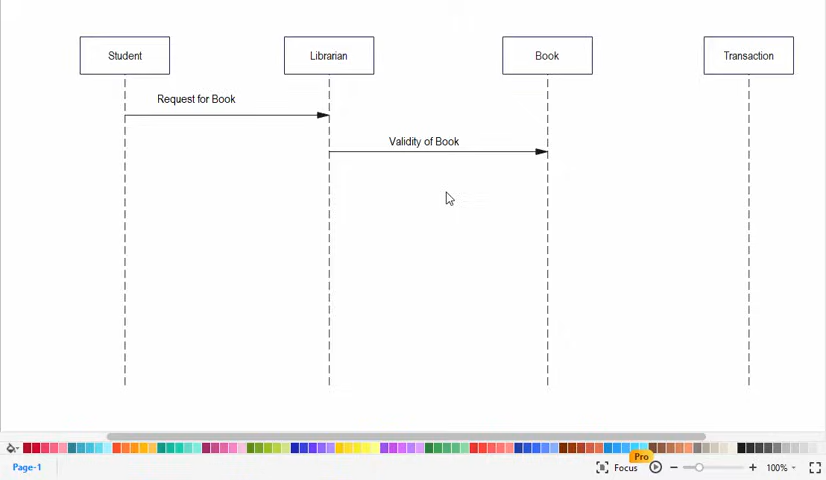 Student Librarian Book Transaction
Request for Book
Validity of Book
Pro
Page-1 Focus 100%